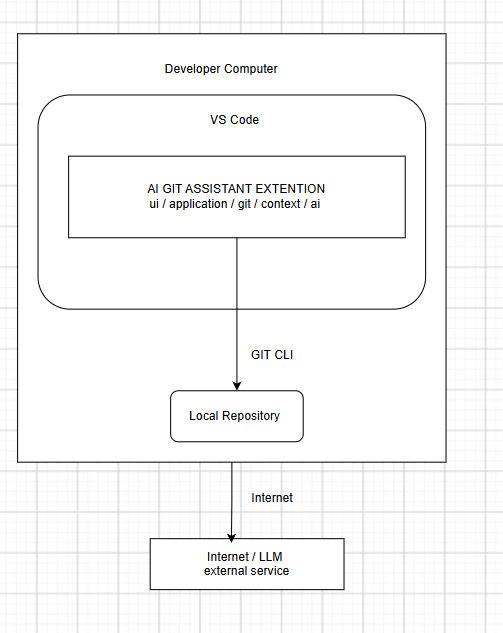 Developer Computer
VS Code
AI GIT ASSISTANT EXTENTION
ui / application / git / context / ai
GIT CLI
Local Repository
Internet
Internet / LLM
external service